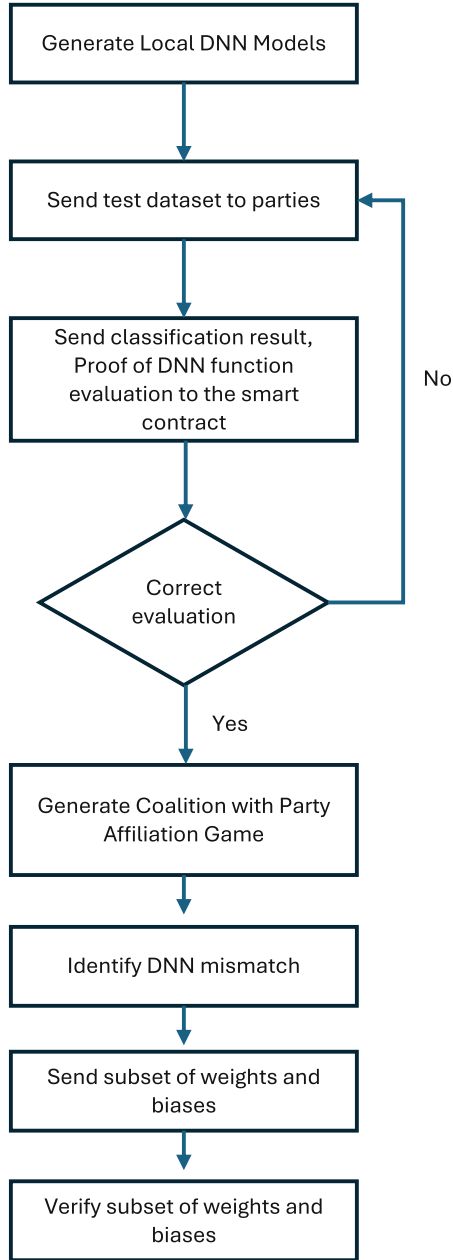 Generate Local DNN Models
Send test dataset to parties
Send classification result,
Proof of DNN function
evaluation to the smart
contract
No
Correct
evaluation
Yes
Generate Coalition with Party
Affiliation Game
Identify DNN mismatch
Send subset of weights and
biases
Verify subset of weights and
biases